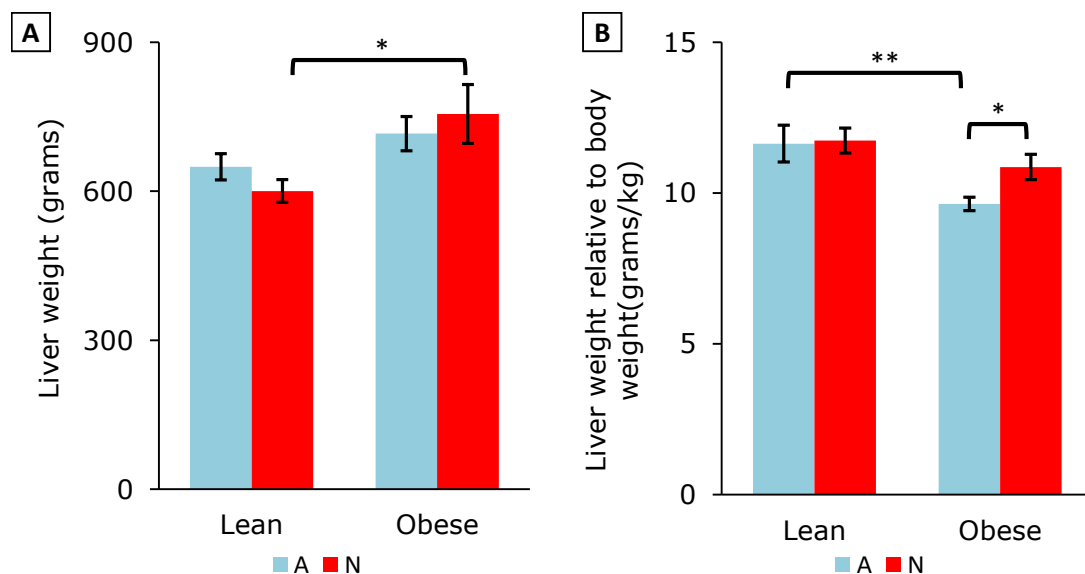 A
Liver weight (grams)
900
600
300
0
*
Lean Obese
A N
B
Liver weight relative to body
weight(grams/kg)
15
10
5
0
**
*
Lean Obese
A N